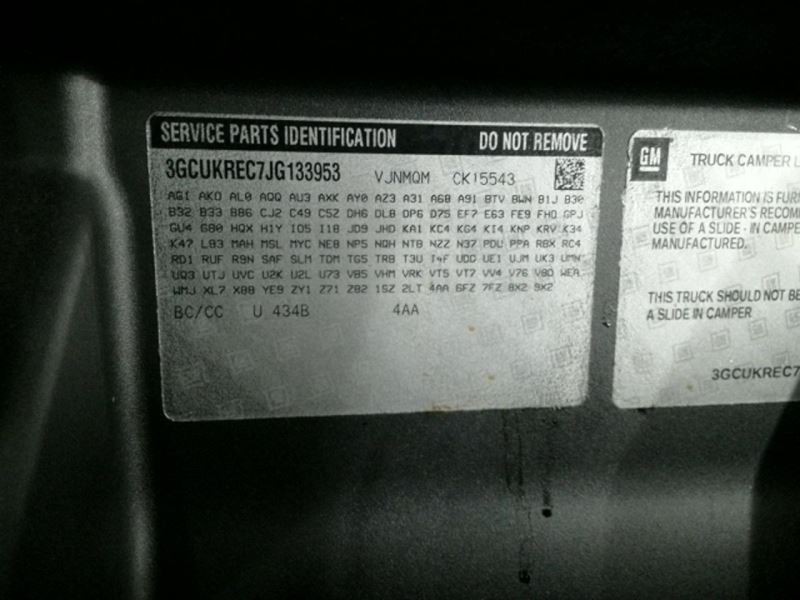 SERVICE PARTS IDENTIFICATION DO NOT REMOVE
3GCUKREC7JG133953 VJNMQM CK15543
AG1 AKO AL0 AQQ AU3 AXK AY0 AZ3 A31 A68 A91 BTV BWN B1J B30
B32 B33 B86 CJ2 C49 C5Z DH6 DLB DP6 D75 EF7 E63 FE9 FHO GPJ
GU4 G80 HQX H1Y IO5 I18 JD9 JHD KA1 KC4 KG4 KI4 KNP KRV K34
K47 L83 MAH MSL MYC NE8 NP5 NQH NTB NZZ N37 PDU PPA RBX RC4
RD1 RUF R9N SAF SLM TDM TG5 TRB T3U T4F UDD UE1 UJM UK3 UMN
UQ3 UTJ UVC U2K U2L U73 VB5 VHM VRK VT5 VT7 VV4 V76 V8D WEA
WMJ XL7 X88 YE9 ZY1 Z71 Z82 1SZ 2LT 4AA 6FZ 7FZ 8X2 9X2
BC/CC U 434B 4AA
GM TRUCK CAMPER L
THIS INFORMATION IS FUR
MANUFACTURER'S RECOM
USE OF A SLIDE - IN CAMPE
MANUFACTURED.
THIS TRUCK SHOULD NOT BE
A SLIDE IN CAMPER
3GCUKREC7